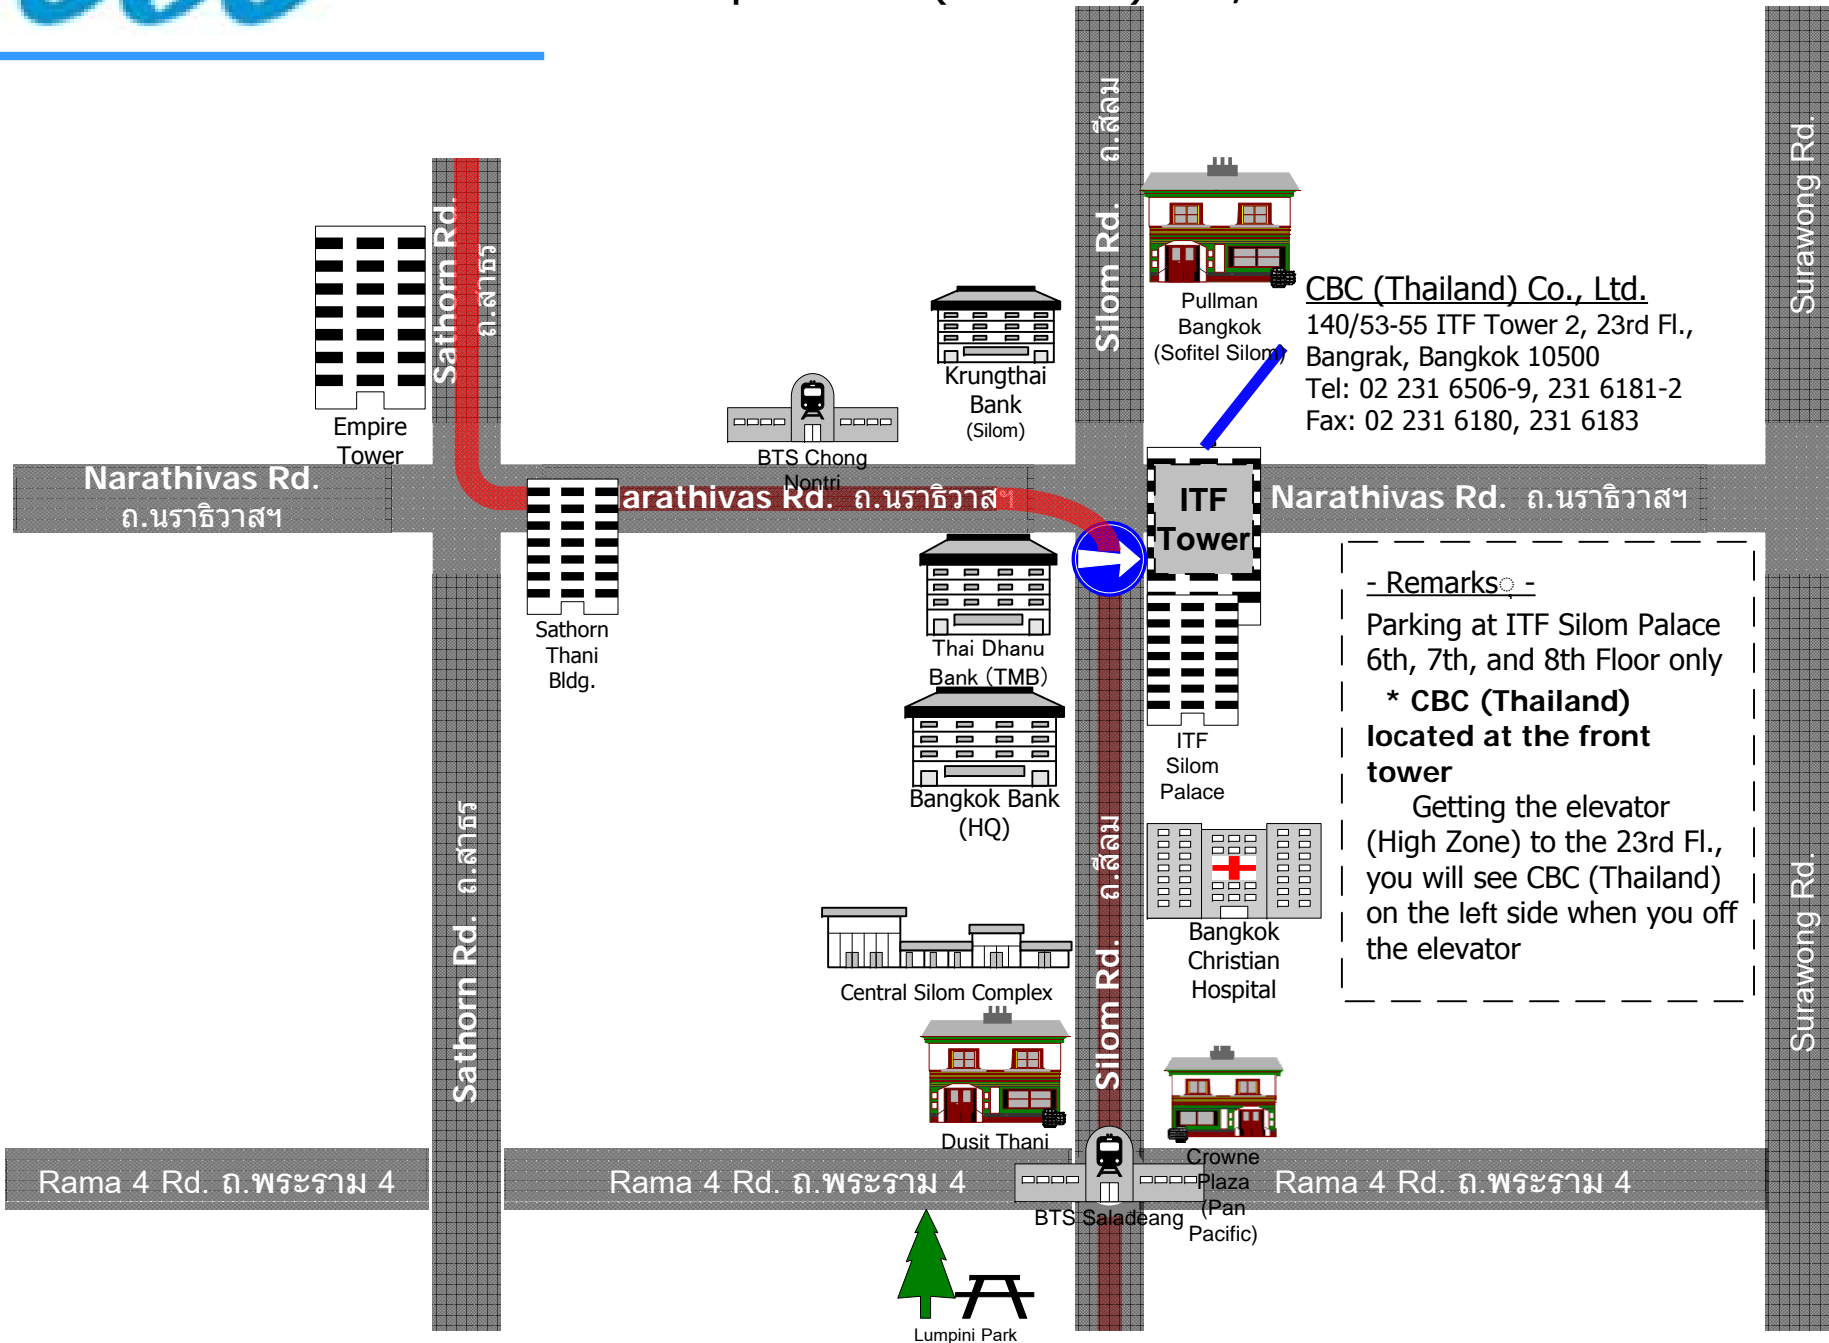 Surawong Rd.
ถ.สีลม
Silom Rd.
Sathorn Rd.
ถ.สาธร
Pullman
Bangkok
(Sofitel Silom)
CBC (Thailand) Co., Ltd.
140/53-55 ITF Tower 2, 23rd Fl.,
Bangrak, Bangkok 10500
Tel: 02 231 6506-9, 231 6181-2
Fax: 02 231 6180, 231 6183
Krungthai
Bank
(Silom)
Empire
Tower
BTS Chong
Nontri
Narathivas Rd.
ถ.นราธิวาสฯ
arathivas Rd. ถ.นราธิวาสฯ
ITF
Tower
Narathivas Rd. ถ.นราธิวาสฯ
Sathorn
Thani
Bldg.
Thai Dhanu
Bank (TMB)
Bangkok Bank
(HQ)
ITF
Silom
Palace
- Remarks -
Parking at ITF Silom Palace
6th, 7th, and 8th Floor only
* CBC (Thailand)
located at the front
tower
Getting the elevator
(High Zone) to the 23rd Fl.,
you will see CBC (Thailand)
on the left side when you off
the elevator
Bangkok
Christian
Hospital
Central Silom Complex
ถ.สีลม
Silom Rd.
ถ.สาธร
Sathorn Rd.
Surawong Rd.
Dusit Thani
Crowne
Plaza
(Pan
Pacific)
Rama 4 Rd. ถ.พระราม 4
Rama 4 Rd. ถ.พระราม 4
Rama 4 Rd. ถ.พระราม 4
BTS Saladeang
Lumpini Park